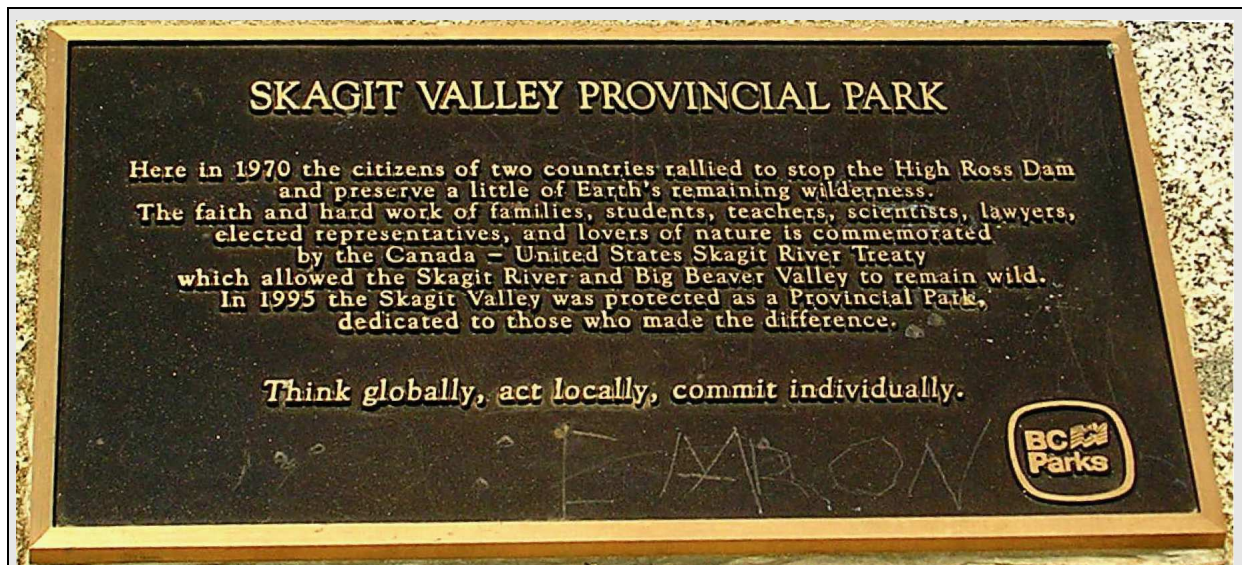 SKAGIT VALLEY PROVINCIAL PARK
Here in 1970 the citizens of two countries rallied to stop the High Ross Dam
and preserve a little of Earth's remaining wilderness.
The faith and hard work of families, students, teachers, scientists, lawyers,
elected representatives, and lovers of nature is commemorated
by the Canada – United States Skagit River Treaty
which allowed the Skagit River and Big Beaver Valley to remain wild.
In 1995 the Skagit Valley was protected as a Provincial Park,
dedicated to those who made the difference.
Think globally, act locally, commit individually.
BC
Parks